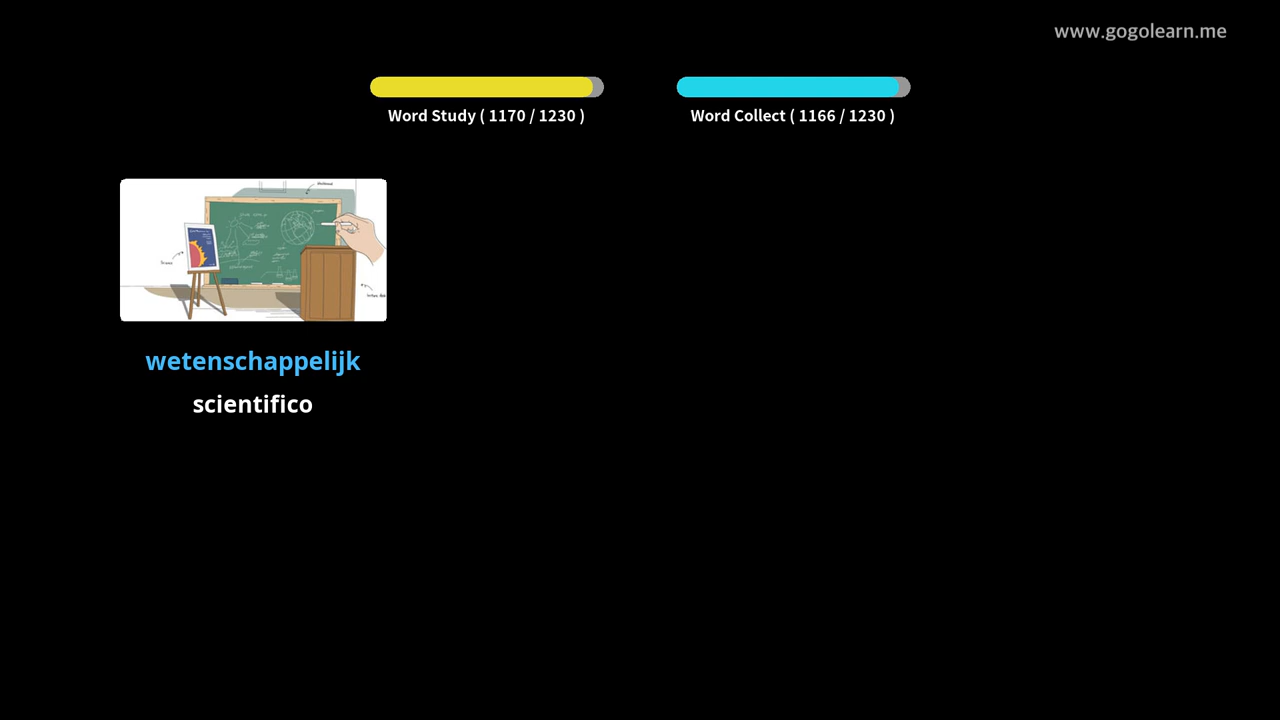 www.gogolearn.me
Word Study ( 1170 / 1230 )
Word Collect ( 1166 / 1230 )
wetenschappelijk
scientifico